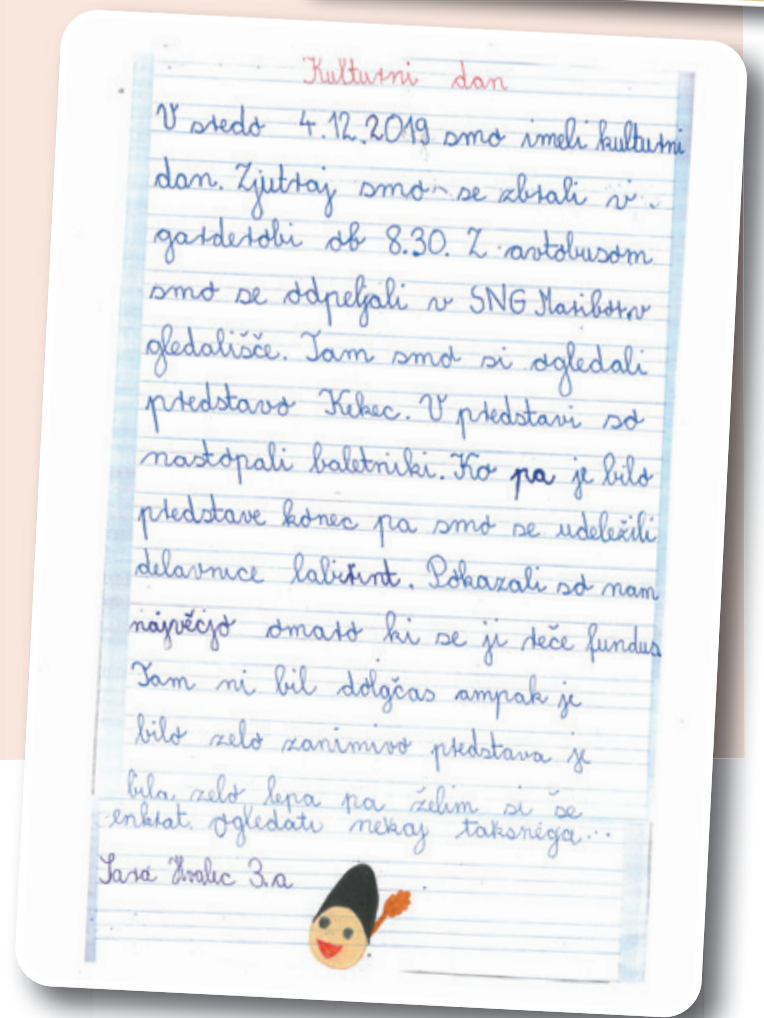 Kulturni dan
V sredo 4.12.2019 smo imeli kulturni
dan. Zjutraj smo se zbrali v
garderobi ob 8.30. Z avtobusom
smo se odpeljali v SNG Maribor v
gledališče. Tam smo si ogledali
predstavo Kekec. V predstavi so
nastopali baletniki. Ko pa je bilo
predstave konec pa smo se udeležili
delavnice labirint. Pokazali so nam
največjo omaro ki se ji reče fundus
Tam ni bil dolgčas ampak je
bilo zelo zanimivo predstava je
bila zelo lepa pa želim si še
enkrat ogledati nekaj taksnega...
Sara Hvalec 3.a